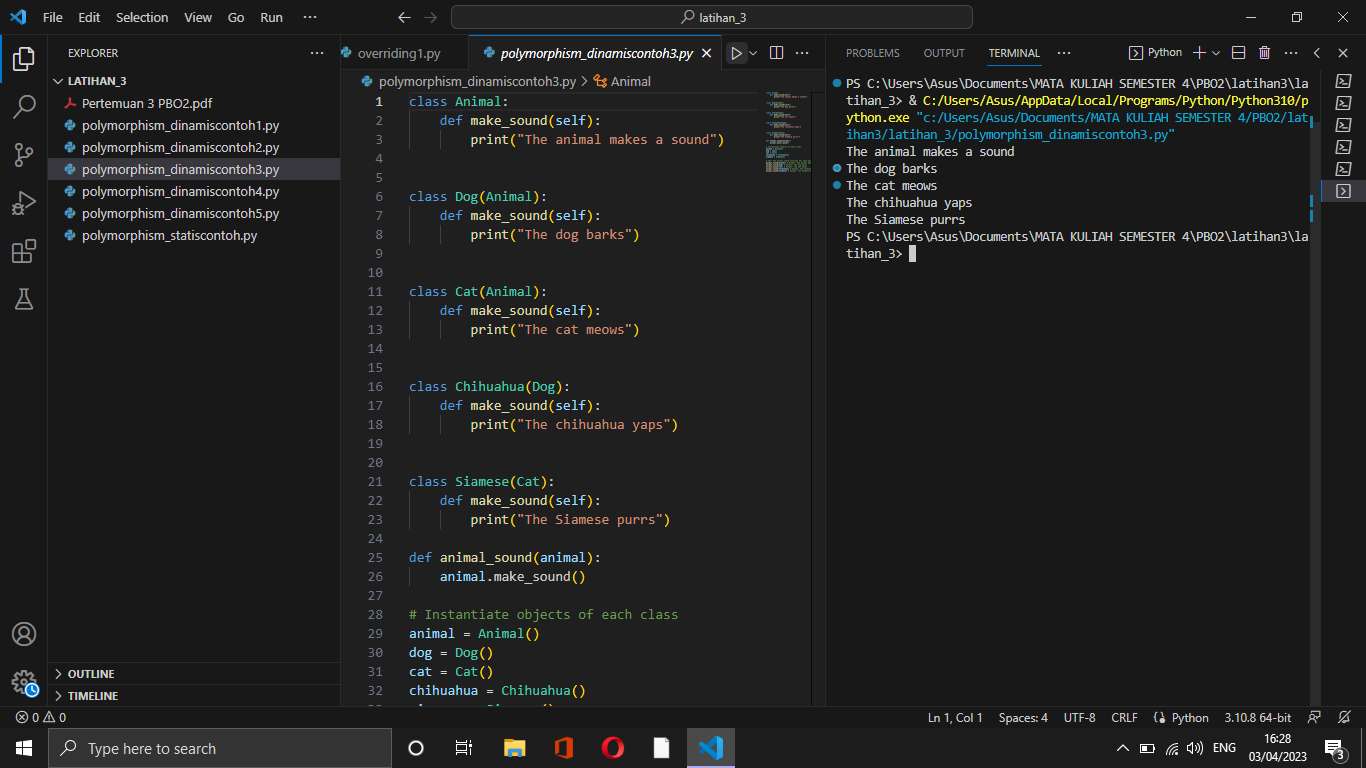 File Edit Selection View Go Run ··· latihan_3
EXPLORER ···
LATIHAN_3
Pertemuan 3 PBO2.pdf
polymorphism_dinamiscontoh1.py
polymorphism_dinamiscontoh2.py
polymorphism_dinamiscontoh3.py
polymorphism_dinamiscontoh4.py
polymorphism_dinamiscontoh5.py
polymorphism_statiscontoh.py
OUTLINE
TIMELINE
overriding1.py polymorphism_dinamiscontoh3.py
polymorphism_dinamiscontoh3.py > Animal
1 class Animal:
2     def make_sound(self):
3         print("The animal makes a sound")
4
5
6 class Dog(Animal):
7     def make_sound(self):
8         print("The dog barks")
9
10
11 class Cat(Animal):
12     def make_sound(self):
13         print("The cat meows")
14
15
16 class Chihuahua(Dog):
17     def make_sound(self):
18         print("The chihuahua yaps")
19
20
21 class Siamese(Cat):
22     def make_sound(self):
23         print("The Siamese purrs")
24
25 def animal_sound(animal):
26     animal.make_sound()
27
28 # Instantiate objects of each class
29 animal = Animal()
30 dog = Dog()
31 cat = Cat()
32 chihuahua = Chihuahua()
PROBLEMS OUTPUT TERMINAL ··· Python
PS C:\Users\Asus\Documents\MATA KULIAH SEMESTER 4\PBO2\latihan3\la
tihan_3> & C:/Users/Asus/AppData/Local/Programs/Python/Python310/p
ython.exe "c:/Users/Asus/Documents/MATA KULIAH SEMESTER 4/PBO2/lat
ihan3/latihan_3/polymorphism_dinamiscontoh3.py"
The animal makes a sound
The dog barks
The cat meows
The chihuahua yaps
The Siamese purrs
PS C:\Users\Asus\Documents\MATA KULIAH SEMESTER 4\PBO2\latihan3\la
tihan_3>
0 0 Ln 1, Col 1 Spaces: 4 UTF-8 CRLF Python 3.10.8 64-bit
Type here to search ENG 16:28
03/04/2023 3